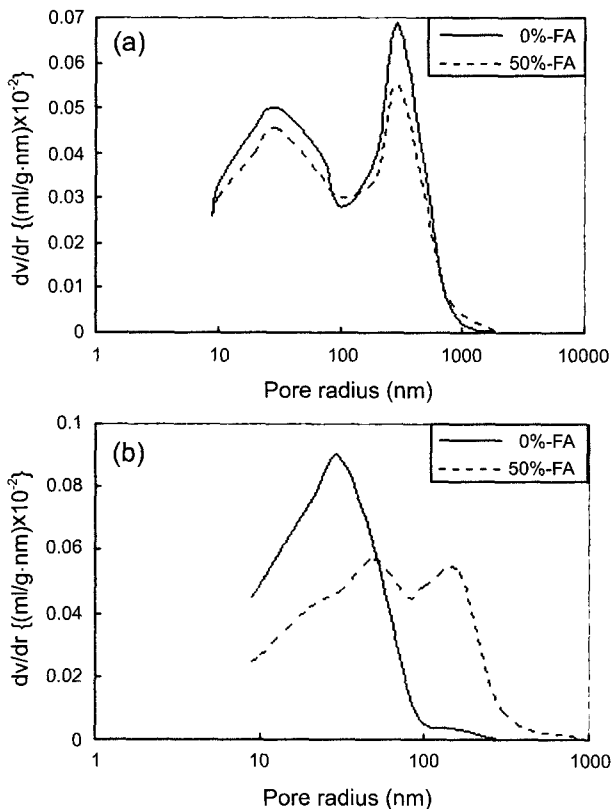 (a)
0%-FA
50%-FA
0.07
0.06
0.05
0.04
0.03
0.02
0.01
0
dv/dr {(ml/g·nm)×10⁻²}
1 10 100 1000 10000
Pore radius (nm)
(b)
0%-FA
50%-FA
0.1
0.08
0.06
0.04
0.02
0
dv/dr {(ml/g·nm)×10⁻²}
1 10 100 1000
Pore radius (nm)